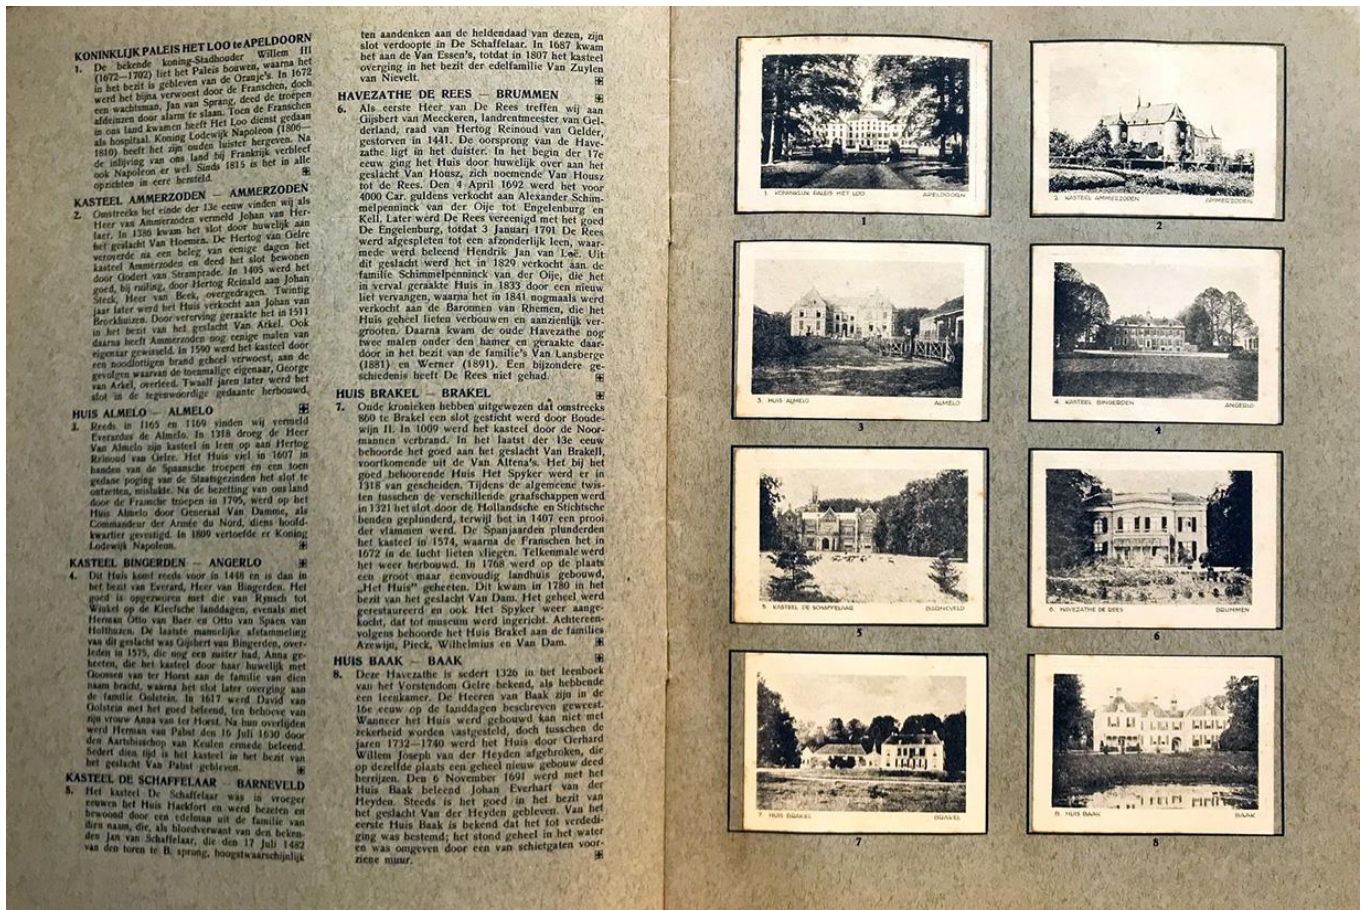 KONINKLIJK PALEIS HET LOO te APELDOORN
1. De bekende koning-Stadhouder Willem III
(1672—1702) liet het Paleis bouwen, waarna het
in het bezit is gebleven van de Oranje's. In 1672
werd het bijna verwoest door de Franschen, doch
een wachtsman, Jan van Sprang, deed de troepen
afdeinzen door alarm te slaan. Toen de Franschen
in ons land kwamen heeft Het Loo dienst gedaan
als hospitaal. Koning Lodewijk Napoleon (1806—
1810) heeft het zijn ouden luister hergeven. Na
de inlijving van ons land bij Frankrijk verbleef
ook Napoleon er wel. Sinds 1815 is het in alle
opzichten in eere hersteld.
KASTEEL AMMERZODEN — AMMERZODEN
2. Omstreeks het einde der 13e eeuw vinden wij als
Heer van Ammerzoden vermeld Johan van Her-
laer. In 1386 kwam het slot door huwelijk aan
het geslacht Van Hoemen. De Hertog van Gelre
veroverde na een beleg van eenige dagen het
kasteel Ammerzoden en deed het slot bewonen
door Godert van Stramprade. In 1405 werd het
goed, bij ruiling, door Hertog Reinald aan Johan
Steck, Heer van Beek, overgedragen. Twintig
jaar later werd het Huis verkocht aan Johan van
Broekhuizen. Door vererving geraakte het in 1511
in het bezit van het geslacht Van Arkel. Ook
daarna heeft Ammerzoden nog eenige malen van
eigenaar gewisseld. In 1590 werd het kasteel door
een noodlottigen brand geheel verwoest, aan de
gevolgen waarvan de toenmalige eigenaar, George
van Arkel, overleed. Twaalf jaren later werd het
slot in de tegenwoordige gedaante herbouwd.
HUIS ALMELO — ALMELO
3. Reeds in 1165 en 1169 vinden wij vermeld
Everardus de Almelo. In 1318 droeg de Heer
Van Almelo zijn kasteel in leen op aan Hertog
Reinoud van Gelre. Het Huis viel in 1607 in
handen van de Spaansche troepen en een toen
gedane poging van de Staatsgezinden het slot te
ontzetten, mislukte. Na de bezetting van ons land
door de Fransche troepen in 1795, werd op het
Huis Almelo door Generaal Van Damme, als
Commandeur der Armée du Nord, diens hoofd-
kwartier gevestigd. In 1809 vertoefde er Koning
Lodewijk Napoleon.
KASTEEL BINGERDEN — ANGERLO
4. Dit Huis komt reeds voor in 1448 en is dan in
het bezit van Everard, Heer van Bingerden. Het
goed is opgezworen met die van Rynsch tot
Winkel op de Kleefsche landdagen, evenals met
Herman Otto van Baer en Otto van Spaen van
Holthuzen. De laatste mannelijke afstammeling
van dit geslacht was Gijsbert van Bingerden, over-
leden in 1575, die nog een zuster had, Anna ge-
heeten, die het kasteel door haar huwelijk met
Goossen van ter Horst aan de familie van dien
naam bracht, waarna het slot later overging aan
de familie Golstein. In 1617 werd David van
Golstein met het goed beleend, ten behoeve van
zijn vrouw Anna van ter Horst. Na hun overlijden
werd Herman van Pabst den 16 Juli 1630 door
den Aartsbisschop van Keulen ermede beleend.
Sedert dien tijd is het kasteel in het bezit van
het geslacht Van Pabst gebleven.
KASTEEL DE SCHAFFELAAR — BARNEVELD
5. Het kasteel De Schaffelaar was in vroeger
eeuwen het Huis Hackfort en werd bezeten en
bewoond door een edelman uit de familie van
dien naam, die, als bloedverwant van den beken-
den Jan van Schaffelaar, die den 17 Juli 1482
van den toren te B. sprong, hoogstwaarschijnlijk
ten aandenken aan de heldendaad van dezen, zijn
slot verdoopte in De Schaffelaar. In 1687 kwam
het aan de Van Essen's, totdat in 1807 het kasteel
overging in het bezit der edelfamilie Van Zuylen
van Nievelt.
HAVEZATHE DE REES — BRUMMEN
6. Als eerste Heer van De Rees treffen wij aan
Gijsbert van Meeckeren, landrentmeester van Gel-
derland, raad van Hertog Reinoud van Gelder,
gestorven in 1441. De oorsprong van de Have-
zathe ligt in het duister. In het begin der 17e
eeuw ging het Huis door huwelijk over aan het
geslacht Van Housz, zich noemende Van Housz
tot de Rees. Den 4 April 1692 werd het voor
4000 Car. guldens verkocht aan Alexander Schim-
melpenninck van der Oije tot Engelenburg en
Kell. Later werd De Rees vereenigd met het goed
De Engelenburg, totdat 3 Januari 1791 De Rees
werd afgespleten tot een afzonderlijk leen, waar-
mede werd beleend Hendrik Jan van Loë. Uit
dit geslacht werd het in 1829 verkocht aan de
familie Schimmelpenninck van der Oije, die het
in verval geraakte Huis in 1833 door een nieuw
liet vervangen, waarna het in 1841 nogmaals werd
verkocht aan de Baronnen van Rhemen, die het
Huis geheel lieten verbouwen en aanzienlijk ver-
grooten. Daarna kwam de oude Havezathe nog
twee malen onder den hamer en geraakte daar-
door in het bezit van de familie's Van Lansberge
(1881) en Werner (1891). Een bijzondere ge-
schiedenis heeft De Rees niet gehad.
HUIS BRAKEL — BRAKEL
7. Oude kronieken hebben uitgewezen dat omstreeks
860 te Brakel een slot gesticht werd door Boude-
wijn II. In 1009 werd het kasteel door de Noor-
mannen verbrand. In het laatst der 13e eeuw
behoorde het goed aan het geslacht Van Brakell,
voortkomende uit de Van Altena's. Het bij het
goed behoorende Huis Het Spyker werd er in
1318 van gescheiden. Tijdens de algemeene twis-
ten tusschen de verschillende graafschappen werd
in 1321 het slot door de Hollandsche en Stichtsche
benden geplunderd, terwijl het in 1407 een prooi
der vlammen werd. De Spanjaarden plunderden
het kasteel in 1574, waarna de Franschen het in
1672 in de lucht lieten vliegen. Telkenmale werd
het weer herbouwd. In 1768 werd op de plaats
een groot maar eenvoudig landhuis gebouwd,
„Het Huis” geheeten. Dit kwam in 1780 in het
bezit van het geslacht Van Dam. Het geheel werd
gerestaureerd en ook Het Spyker weer aange-
kocht, dat tot museum werd ingericht. Achtereen-
volgens behoorde het Huis Brakel aan de families
Azewijn, Pieck, Wilhelmius en Van Dam.
HUIS BAAK — BAAK
8. Deze Havezathe is sedert 1326 in het leenboek
van het Vorstendom Gelre bekend, als hebbende
een leenkamer. De Heeren van Baak zijn in de
16e eeuw op de landdagen beschreven geweest.
Wanneer het Huis werd gebouwd kan niet met
zekerheid worden vastgesteld, doch tusschen de
jaren 1732—1740 werd het Huis door Gerhard
Willem Joseph van der Heyden afgebroken, die
op dezelfde plaats een geheel nieuw gebouw deed
herrijzen. Den 6 November 1691 werd met het
Huis Baak beleend Johan Everhart van der
Heyden. Steeds is het goed in het bezit van
het geslacht Van der Heyden gebleven. Van het
eerste Huis Baak is bekend dat het tot verdedi-
ging was bestemd; het stond geheel in het water
en was omgeven door een van schietgaten voor-
ziene muur.
1. KONINKLIJK PALEIS HET LOO APELDOORN
1
2. KASTEEL AMMERZODEN AMMERZODEN
2
3. HUIS ALMELO ALMELO
3
4. KASTEEL BINGERDEN ANGERLO
4
5. KASTEEL DE SCHAFFELAAR BARNEVELD
5
6. HAVEZATHE DE REES BRUMMEN
6
7. HUIS BRAKEL BRAKEL
7
8. HUIS BAAK BAAK
8